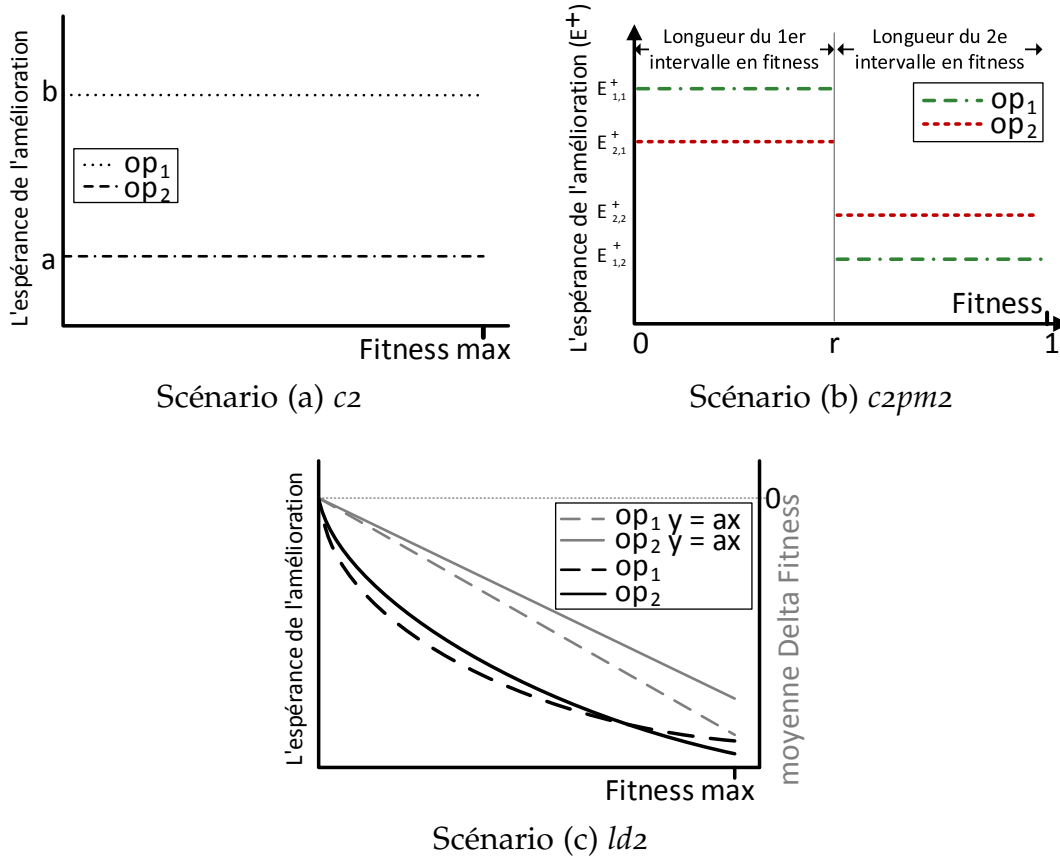 L'espérance de l'amélioration
b
a
op1
op2
Fitness max
Scénario (a) c2
L'espérance de l'amélioration (E+)
Longueur du 1er
intervalle en fitness
Longueur du 2e
intervalle en fitness
E+1,1
E+2,1
E+2,2
E+1,2
op1
op2
Fitness
0
r
1
Scénario (b) c2pm2
L'espérance de l'amélioration
0
op1 y = ax
op2 y = ax
op1
op2
moyenne Delta Fitness
Fitness max
Scénario (c) ld2